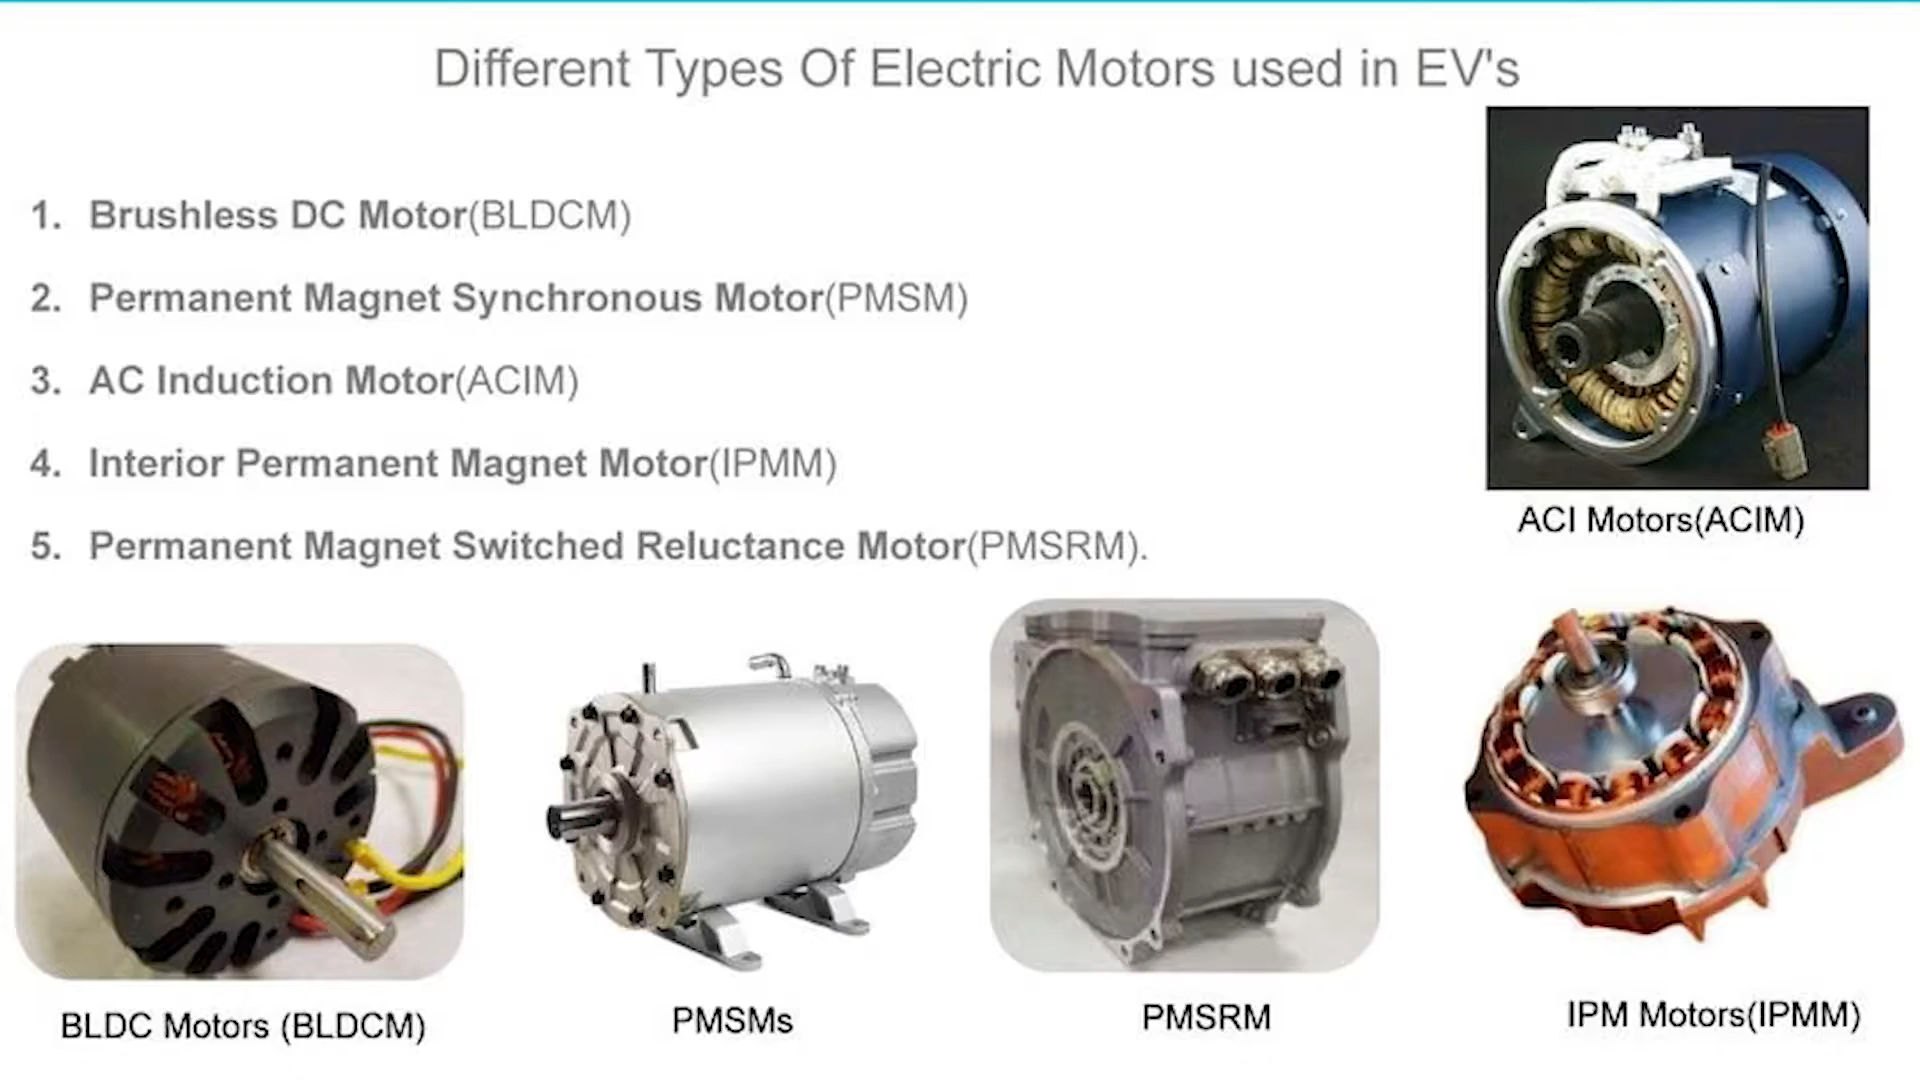 Different Types Of Electric Motors used in EV's
1. Brushless DC Motor(BLDCM)
2. Permanent Magnet Synchronous Motor(PMSM)
3. AC Induction Motor(ACIM)
4. Interior Permanent Magnet Motor(IPMM)
5. Permanent Magnet Switched Reluctance Motor(PMSRM).
ACI Motors(ACIM)
BLDC Motors (BLDCM)
PMSMs
PMSRM
IPM Motors(IPMM)